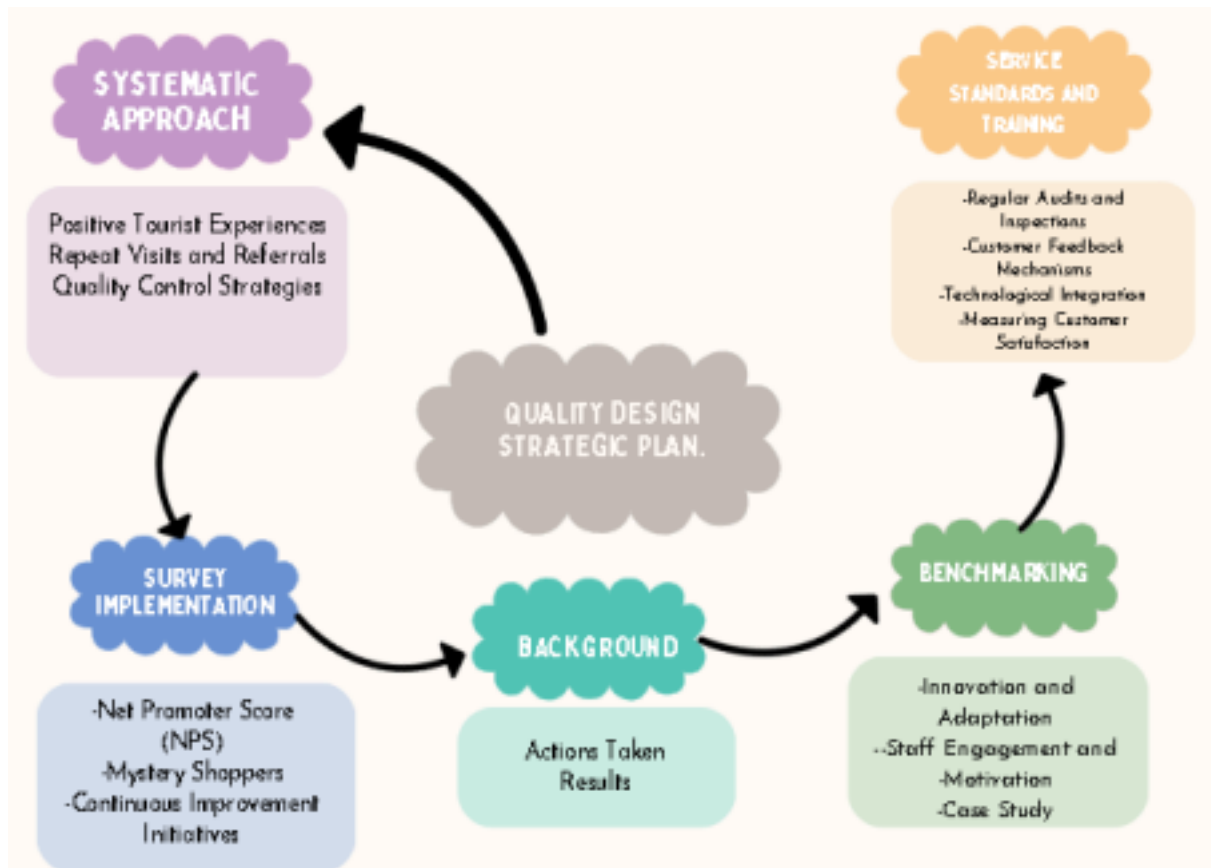 SYSTEMATIC
APPROACH
Positive Tourist Experiences
Repeat Visits and Referrals
Quality Control Strategies
QUALITY DESIGN
STRATEGIC PLAN.
SURVEY
IMPLEMENTATION
-Net Promoter Score
(NPS)
-Mystery Shoppers
-Continuous Improvement
Initiatives
BACKGROUND
Actions Taken
Results
BENCHMARKING
-Innovation and
Adaptation
--Staff Engagement and
-Motivation
-Case Study
SERVICE
STANDARDS AND
TRAINING
-Regular Audits and
Inspections
-Customer Feedback
Mechanisms
-Technological Integration
-Measuring Customer
Satisfaction